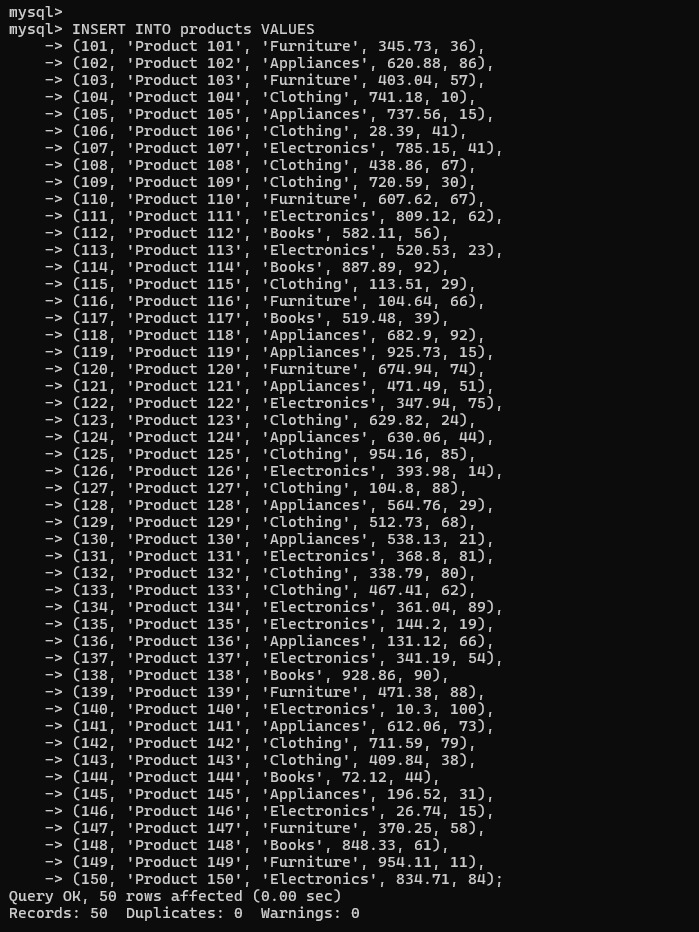 mysql>
mysql> INSERT INTO products VALUES
    -> (101, 'Product 101', 'Furniture', 345.73, 36),
    -> (102, 'Product 102', 'Appliances', 620.88, 86),
    -> (103, 'Product 103', 'Furniture', 403.04, 57),
    -> (104, 'Product 104', 'Clothing', 741.18, 10),
    -> (105, 'Product 105', 'Appliances', 737.56, 15),
    -> (106, 'Product 106', 'Clothing', 28.39, 41),
    -> (107, 'Product 107', 'Electronics', 785.15, 41),
    -> (108, 'Product 108', 'Clothing', 438.86, 67),
    -> (109, 'Product 109', 'Clothing', 720.59, 30),
    -> (110, 'Product 110', 'Furniture', 607.62, 67),
    -> (111, 'Product 111', 'Electronics', 809.12, 62),
    -> (112, 'Product 112', 'Books', 582.11, 56),
    -> (113, 'Product 113', 'Electronics', 520.53, 23),
    -> (114, 'Product 114', 'Books', 887.89, 92),
    -> (115, 'Product 115', 'Clothing', 113.51, 29),
    -> (116, 'Product 116', 'Furniture', 104.64, 66),
    -> (117, 'Product 117', 'Books', 519.48, 39),
    -> (118, 'Product 118', 'Appliances', 682.9, 92),
    -> (119, 'Product 119', 'Appliances', 925.73, 15),
    -> (120, 'Product 120', 'Furniture', 674.94, 74),
    -> (121, 'Product 121', 'Appliances', 471.49, 51),
    -> (122, 'Product 122', 'Electronics', 347.94, 75),
    -> (123, 'Product 123', 'Clothing', 629.82, 24),
    -> (124, 'Product 124', 'Appliances', 630.06, 44),
    -> (125, 'Product 125', 'Clothing', 954.16, 85),
    -> (126, 'Product 126', 'Electronics', 393.98, 14),
    -> (127, 'Product 127', 'Clothing', 104.8, 88),
    -> (128, 'Product 128', 'Appliances', 564.76, 29),
    -> (129, 'Product 129', 'Clothing', 512.73, 68),
    -> (130, 'Product 130', 'Appliances', 538.13, 21),
    -> (131, 'Product 131', 'Electronics', 368.8, 81),
    -> (132, 'Product 132', 'Clothing', 338.79, 80),
    -> (133, 'Product 133', 'Clothing', 467.41, 62),
    -> (134, 'Product 134', 'Electronics', 361.04, 89),
    -> (135, 'Product 135', 'Electronics', 144.2, 19),
    -> (136, 'Product 136', 'Appliances', 131.12, 66),
    -> (137, 'Product 137', 'Electronics', 341.19, 54),
    -> (138, 'Product 138', 'Books', 928.86, 90),
    -> (139, 'Product 139', 'Furniture', 471.38, 88),
    -> (140, 'Product 140', 'Electronics', 10.3, 100),
    -> (141, 'Product 141', 'Appliances', 612.06, 73),
    -> (142, 'Product 142', 'Clothing', 711.59, 79),
    -> (143, 'Product 143', 'Clothing', 409.84, 38),
    -> (144, 'Product 144', 'Books', 72.12, 44),
    -> (145, 'Product 145', 'Appliances', 196.52, 31),
    -> (146, 'Product 146', 'Electronics', 26.74, 15),
    -> (147, 'Product 147', 'Furniture', 370.25, 58),
    -> (148, 'Product 148', 'Books', 848.33, 61),
    -> (149, 'Product 149', 'Furniture', 954.11, 11),
    -> (150, 'Product 150', 'Electronics', 834.71, 84);
Query OK, 50 rows affected (0.00 sec)
Records: 50  Duplicates: 0  Warnings: 0